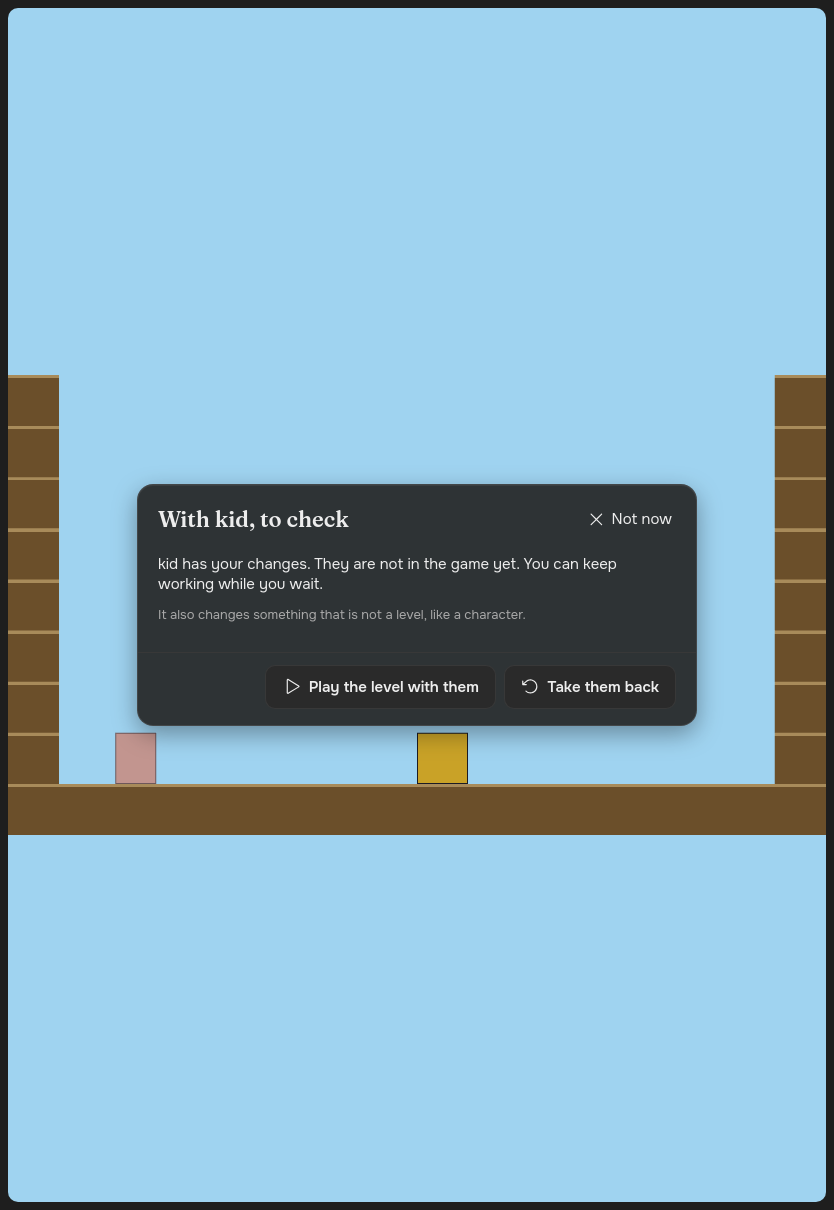 With kid, to check
Not now
kid has your changes. They are not in the game yet. You can keep
working while you wait.
It also changes something that is not a level, like a character.
Play the level with them
Take them back